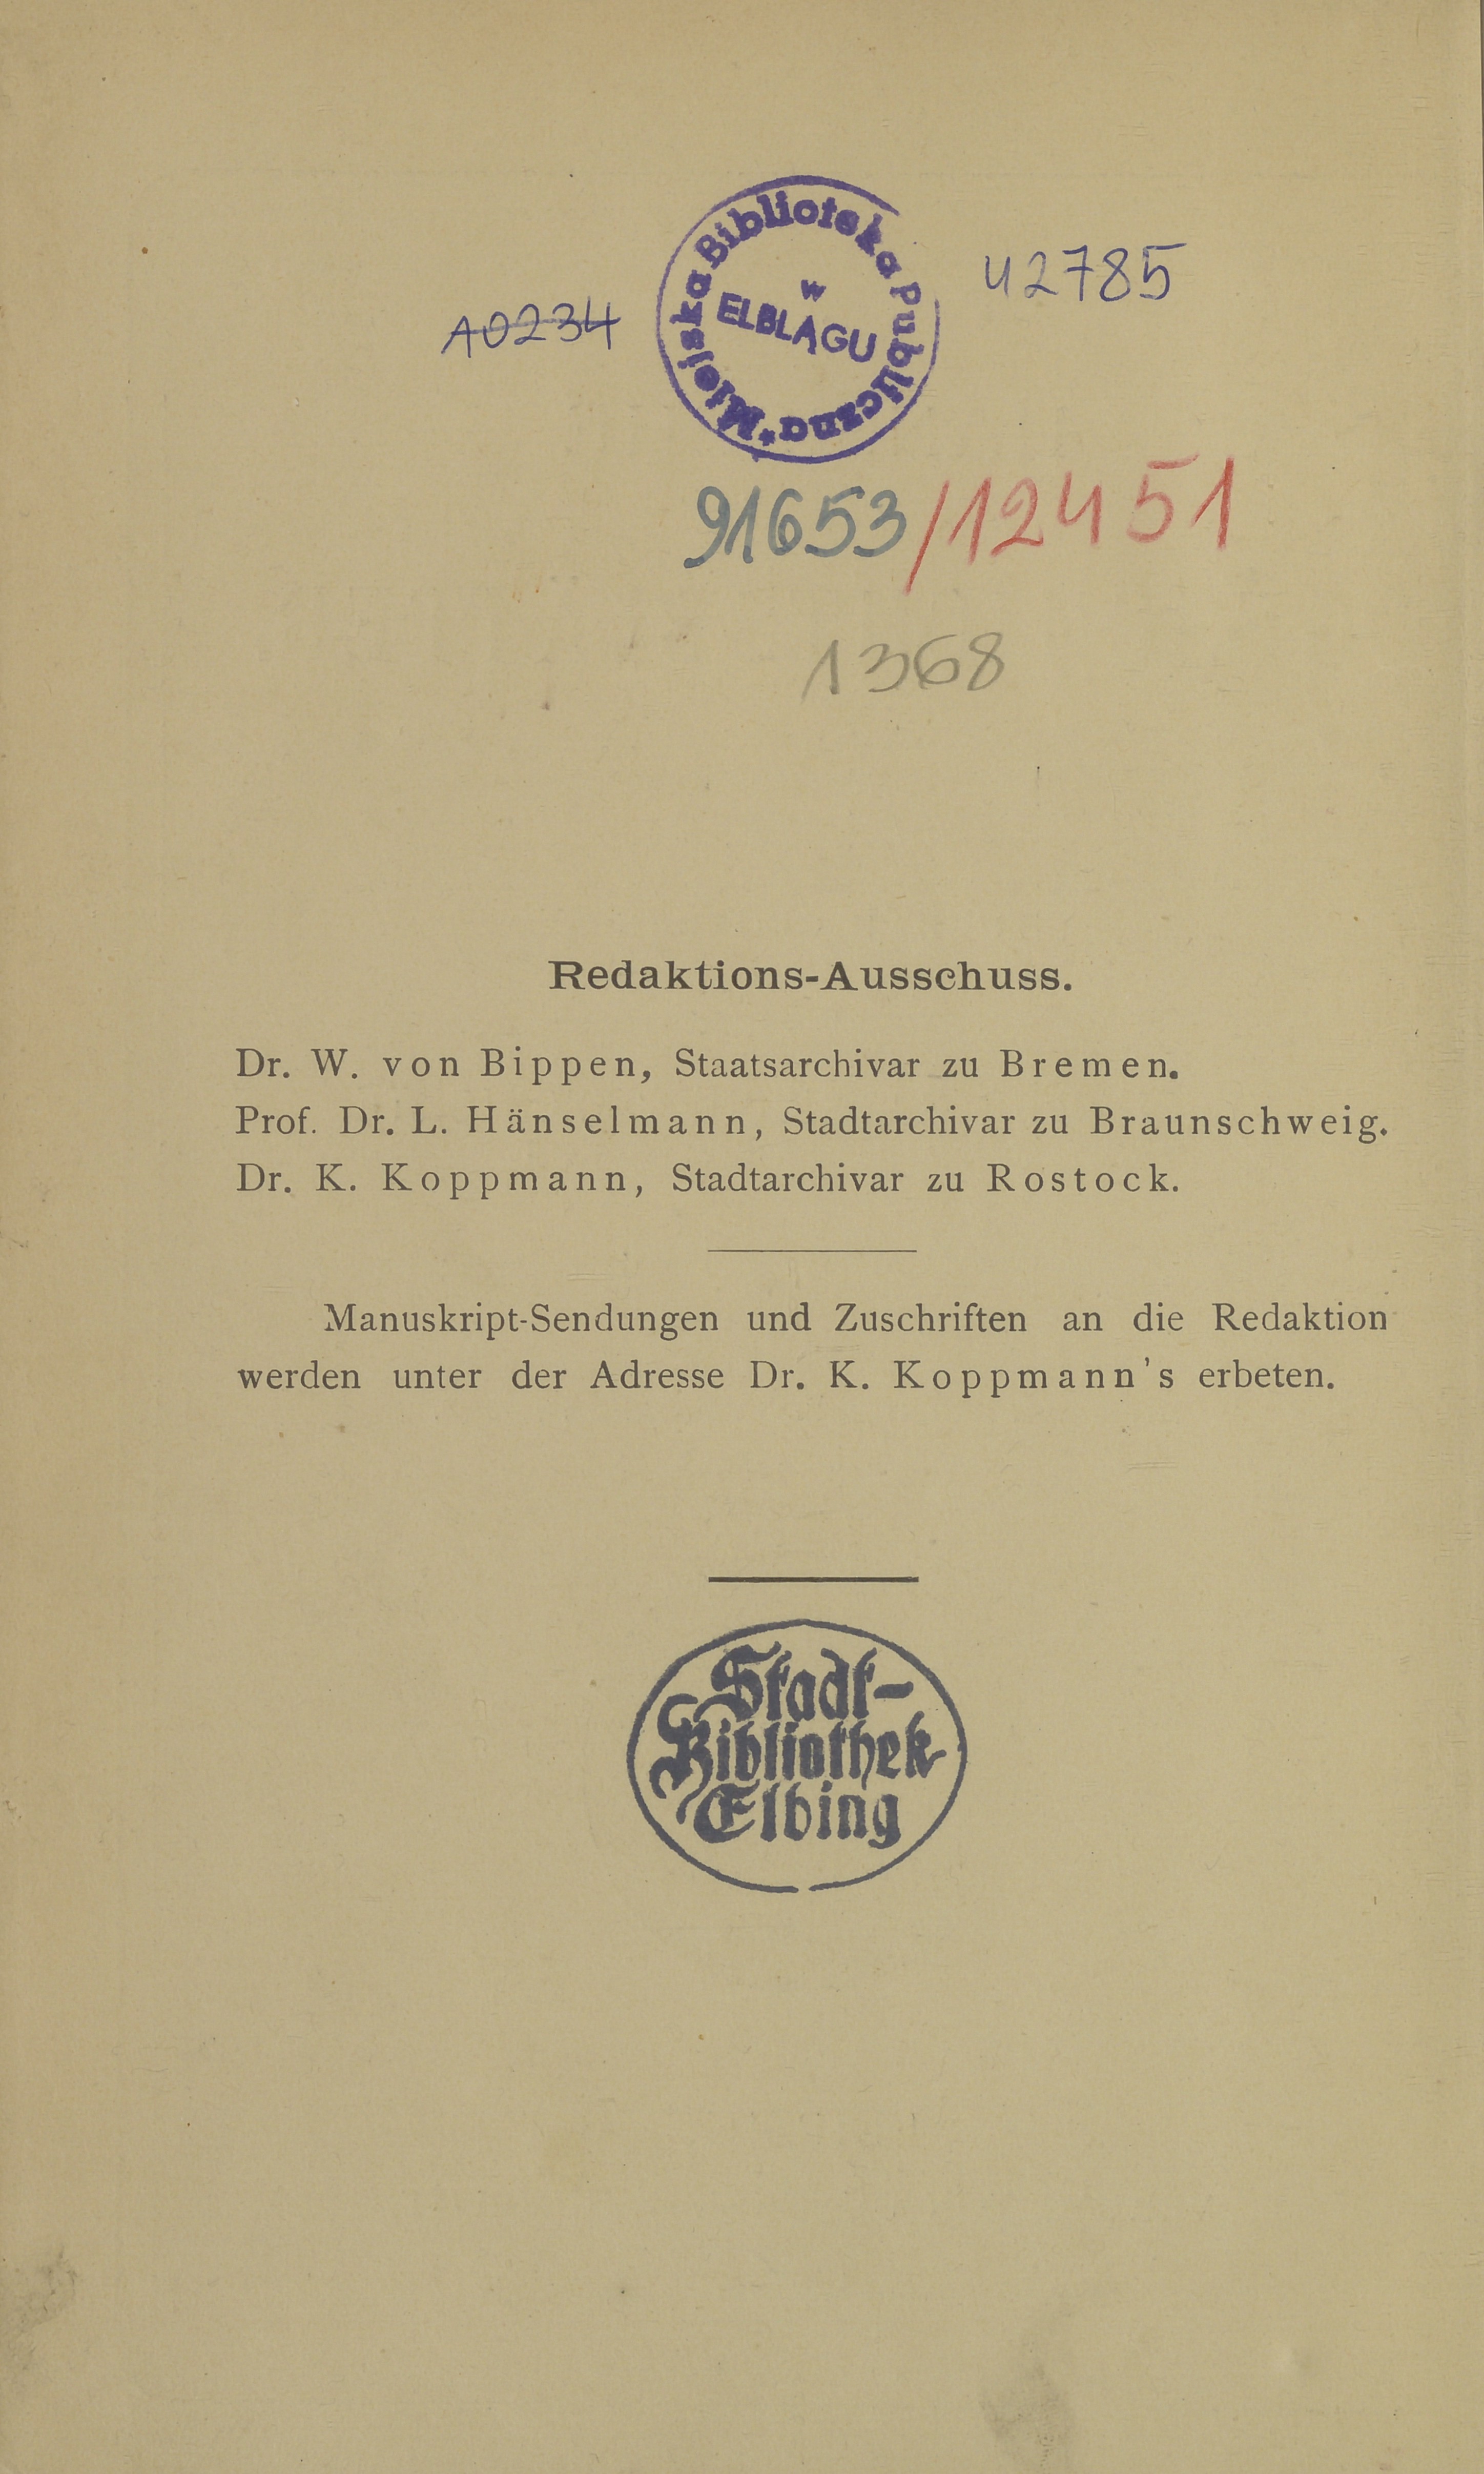 Miejska Biblioteka Publiczna *
w
ELBLĄGU
A0234
42785
91653/12451
1368
Redaktions-Ausschuss.
Dr. W. von Bippen, Staatsarchivar zu Bremen.
Prof. Dr. L. Hänselmann, Stadtarchivar zu Braunschweig.
Dr. K. Koppmann, Stadtarchivar zu Rostock.
Manuskript-Sendungen und Zuschriften an die Redaktion
werden unter der Adresse Dr. K. Koppmann's erbeten.
Stadt-
Bibliothek
Elbing